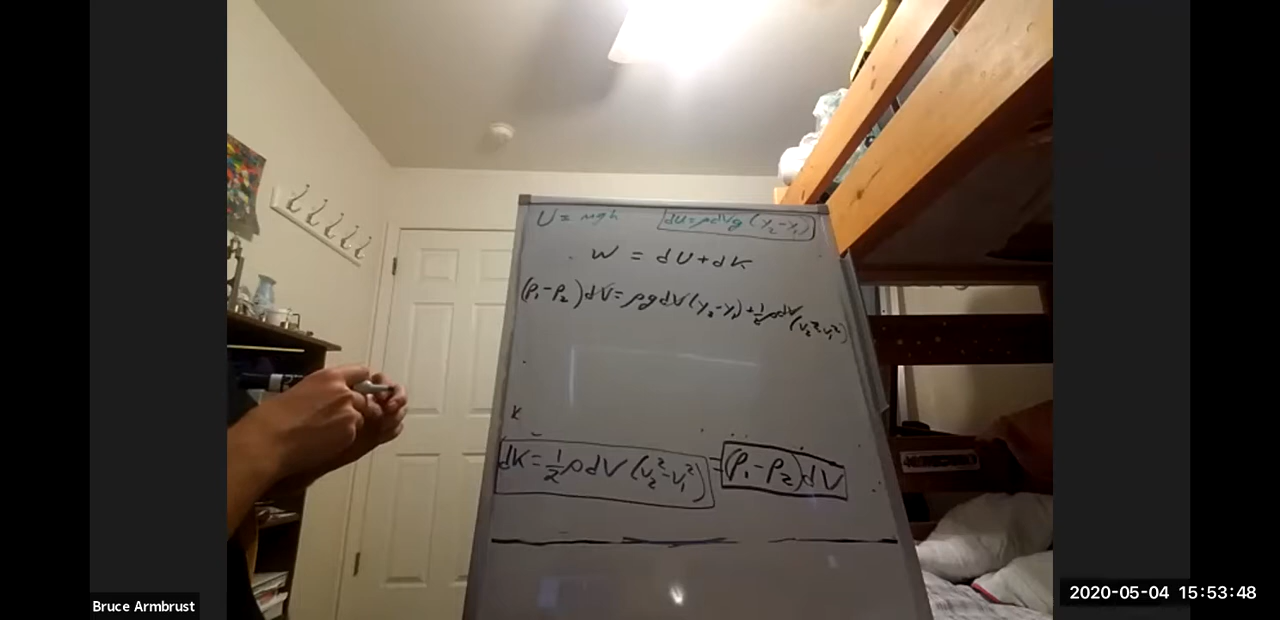 U = mgh dU=ρdVg(y₂-y₁)
W = dU+dK
(P₁-P₂)dV=ρgdV(y₂-y₁)+½ρdV
(v₂²-v₁²)
K
dK=½ρdV(v₂²-v₁²) =(P₁-P₂)dV
Bruce Armbrust
2020-05-04 15:53:48